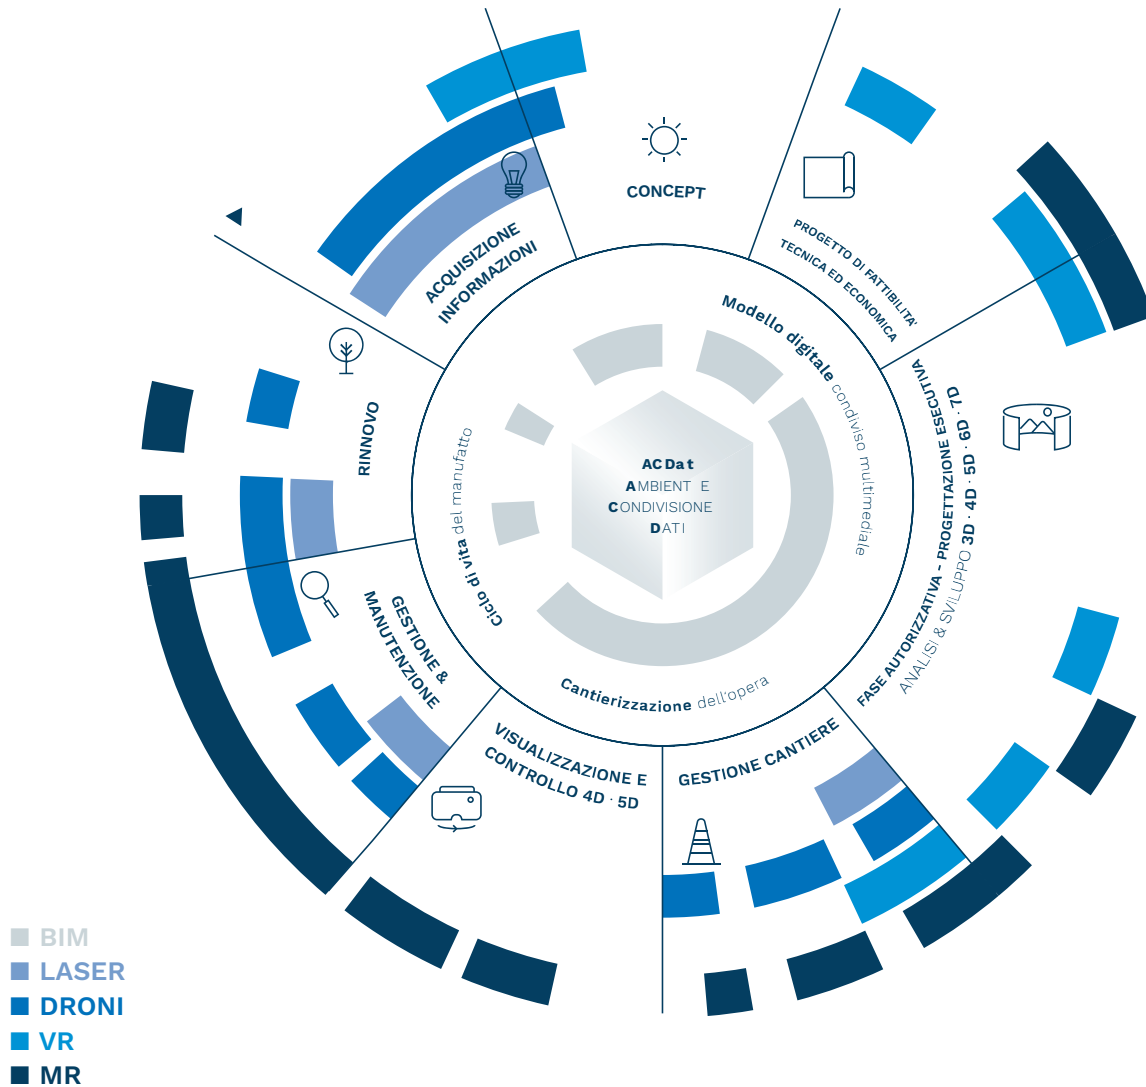 CONCEPT
PROGETTO DI FATTIBILITA'
TECNICA ED ECONOMICA
FASE AUTORIZZATIVA - PROGETTAZIONE ESECUTIVA
ANALISI & SVILUPPO 3D · 4D · 5D · 6D · 7D
GESTIONE CANTIERE
VISUALIZZAZIONE E
CONTROLLO 4D · 5D
GESTIONE &
MANUTENZIONE
RINNOVO
ACQUISIZIONE
INFORMAZIONI
Modello digitale condiviso multimediale
Cantierizzazione dell'opera
Ciclo di vita del manufatto
ACDat
AMBIENT E
CONDIVISIONE
DATI
BIM
LASER
DRONI
VR
MR